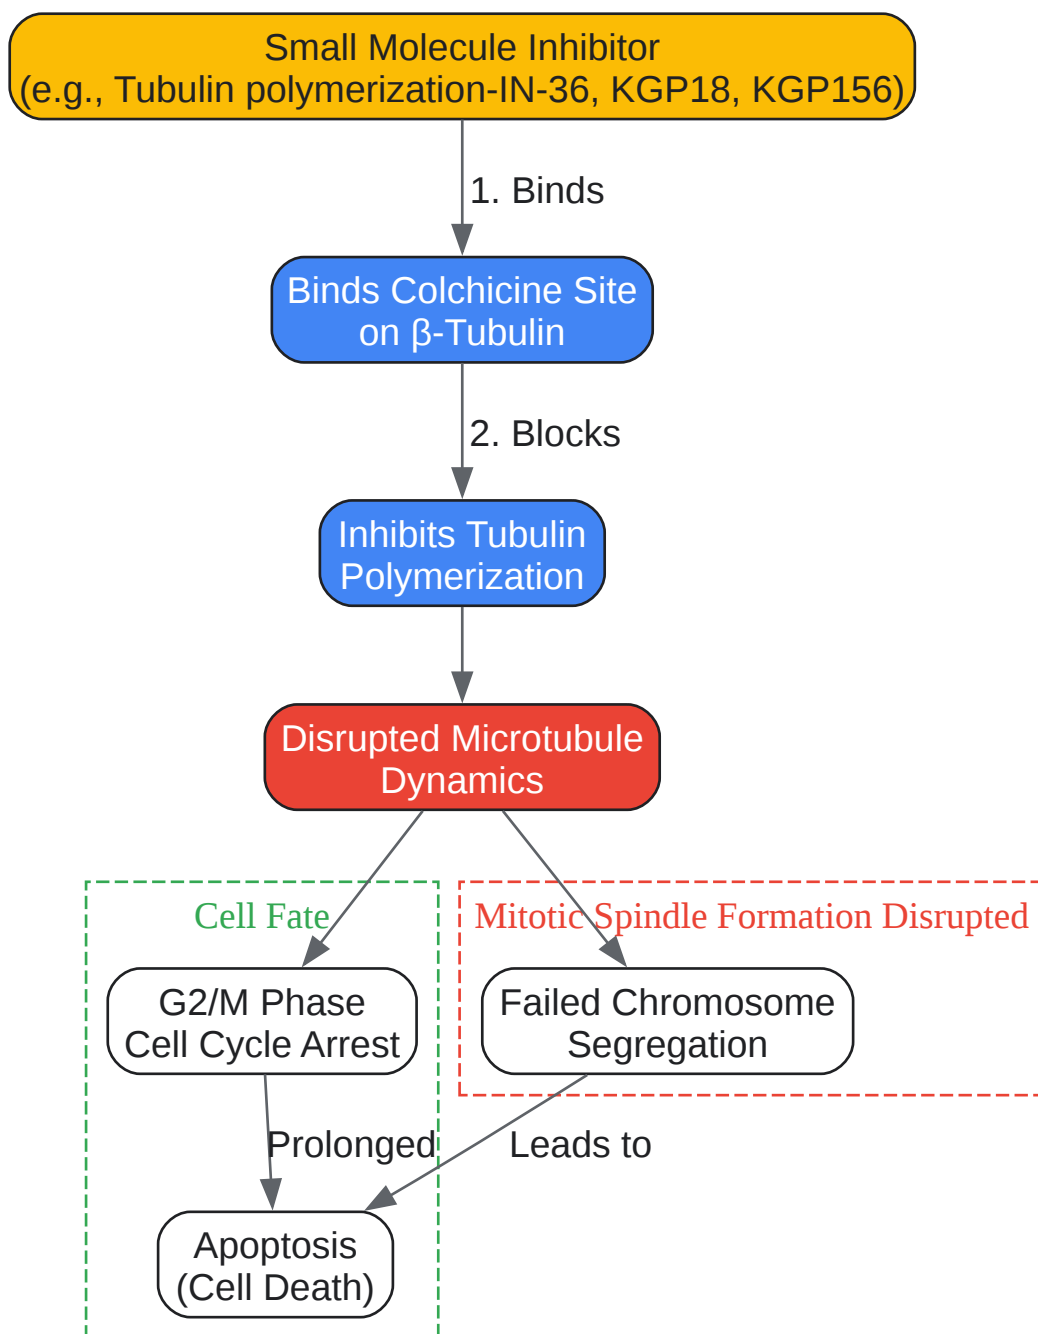 Small Molecule Inhibitor
(e.g., Tubulin polymerization-IN-36, KGP18, KGP156)
1. Binds
Binds Colchicine Site
on β-Tubulin
2. Blocks
Inhibits Tubulin
Polymerization
Disrupted Microtubule
Dynamics
Cell Fate
Mitotic Spindle Formation Disrupted
G2/M Phase
Cell Cycle Arrest
Failed Chromosome
Segregation
Prolonged
Leads to
Apoptosis
(Cell Death)